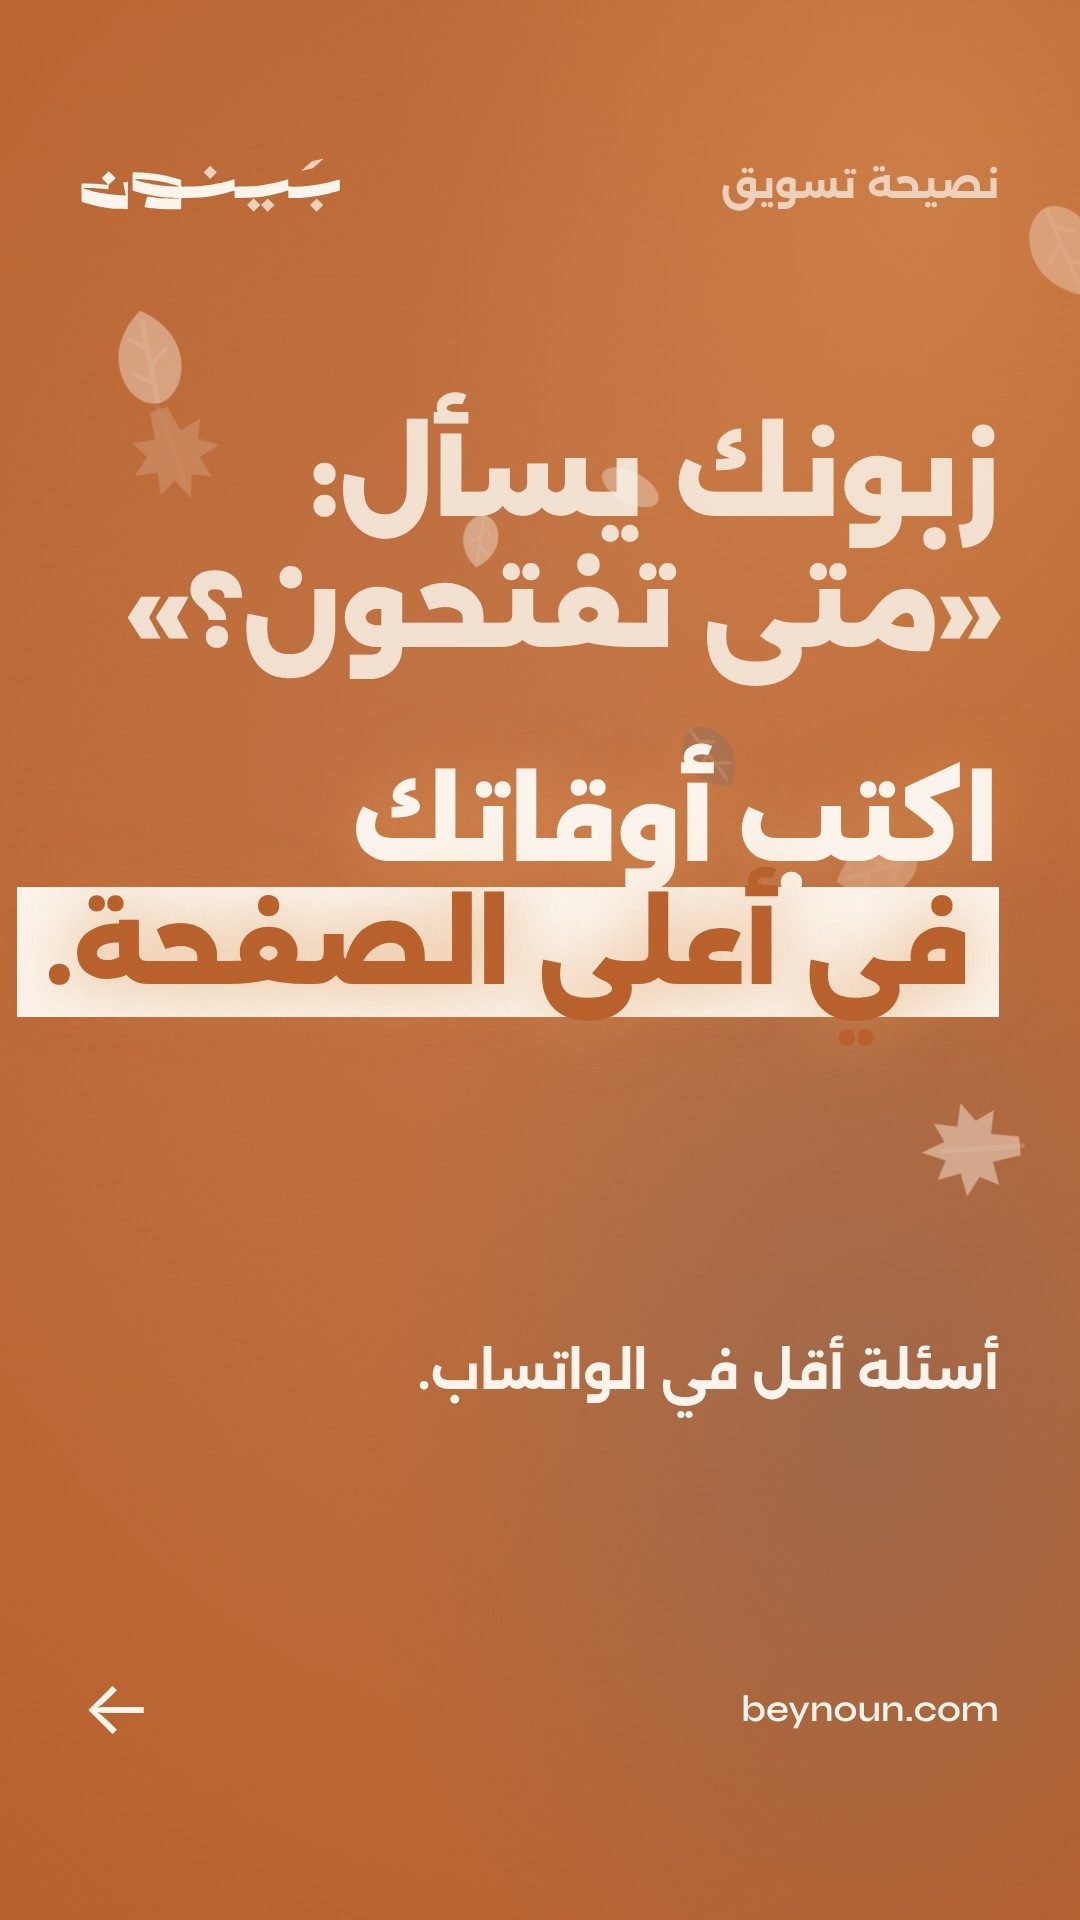 نصيحة تسويق
بَينون
زبونك يسأل:
«متى تفتحون؟»
اكتب أوقاتك
في أعلى الصفحة.
أسئلة أقل في الواتساب.
beynoun.com